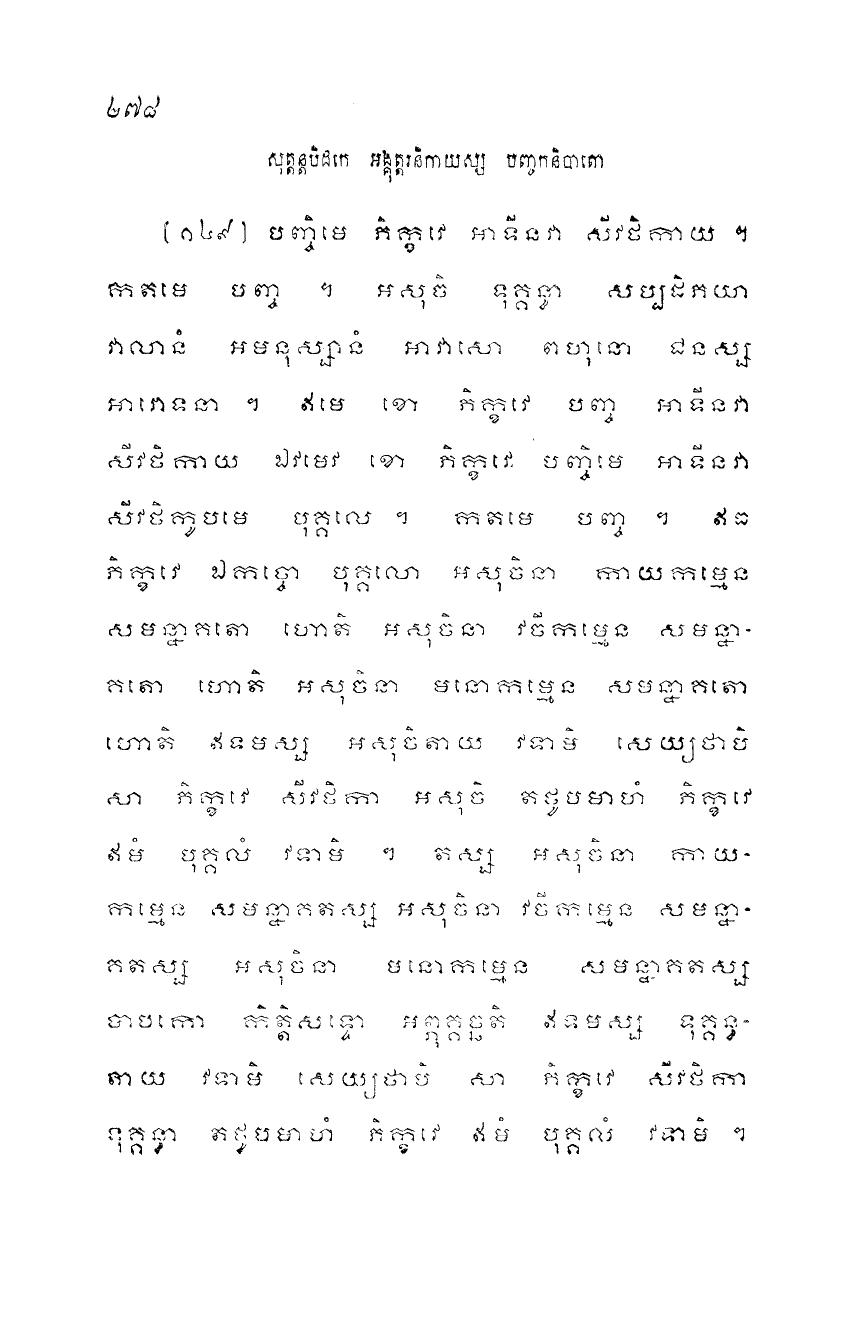 ២៧៨
សុត្តន្តបិដកេ អង្គុត្តរនិកាយស្ស បញ្ចកនិបាតោ
[១៤៩] បញ្ចិមេ ភិក្ខវេ អាទីនវា សីវថិកាយ ។
កតមេ បញ្ច ។ អសុចិ ទុគ្គន្ធា សប្បដិភយា
វាឡានំ អមនុស្សានំ អាវាសោ ពហុនោ ជនស្ស
អារោទនា ។ ឥមេ ខោ ភិក្ខវេ បញ្ច អាទីនវា
សីវថិកាយ ឯវមេវ ខោ ភិក្ខវេ បញ្ចិមេ អាទីនវា
សីវថិកូបមេ បុគ្គលេ ។ កតមេ បញ្ច ។ ឥធ
ភិក្ខវេ ឯកច្ចោ បុគ្គលោ អសុចិនា កាយកម្មេន
សមន្នាគតោ ហោតិ អសុចិនា វចីកម្មេន សមន្នា-
គតោ ហោតិ អសុចិនា មនោកម្មេន សមន្នាគតោ
ហោតិ ឥទមស្ស អសុចិតាយ វទាមិ សេយ្យថាបិ
សា ភិក្ខវេ សីវថិកា អសុចិ តថូបមាហំ ភិក្ខវេ
ឥមំ បុគ្គលំ វទាមិ ។ តស្ស អសុចិនា កាយ-
កម្មេន សមន្នាគតស្ស អសុចិនា វចីកម្មេន សមន្នា-
គតស្ស អសុចិនា មនោកម្មេន សមន្នាគតស្ស
បាបកោ កិត្តិសទ្ទោ អព្ភុគ្គច្ឆតិ ឥទមស្ស ទុគ្គន្ធ-
តាយ វទាមិ សេយ្យថាបិ សា ភិក្ខវេ សីវថិកា
ទុគ្គន្ធា តថូបមាហំ ភិក្ខវេ ឥមំ បុគ្គលំ វទាមិ ។